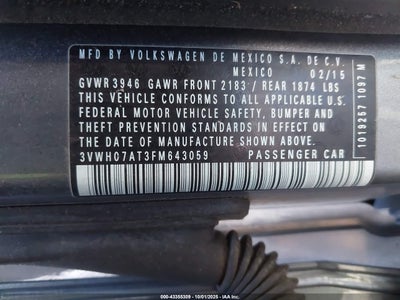 MFD BY VOLKSWAGEN DE MEXICO S.A. DE C.V.
MEXICO 02/15
GVWR 3946 GAWR FRONT 2183 / REAR 1874 LBS
THIS VEHICLE CONFORMS TO ALL APPLICABLE U.S.
FEDERAL MOTOR VEHICLE SAFETY, BUMPER AND
THEFT PREVENTION STANDARDS IN EFFECT ON
THE DATE OF MANUFACTURE SHOWN ABOVE.
3VWH07AT3FM643059 PASSENGER CAR
1019257 1097 M
000-43355309 - 10/01/2025 - IAA, Inc.